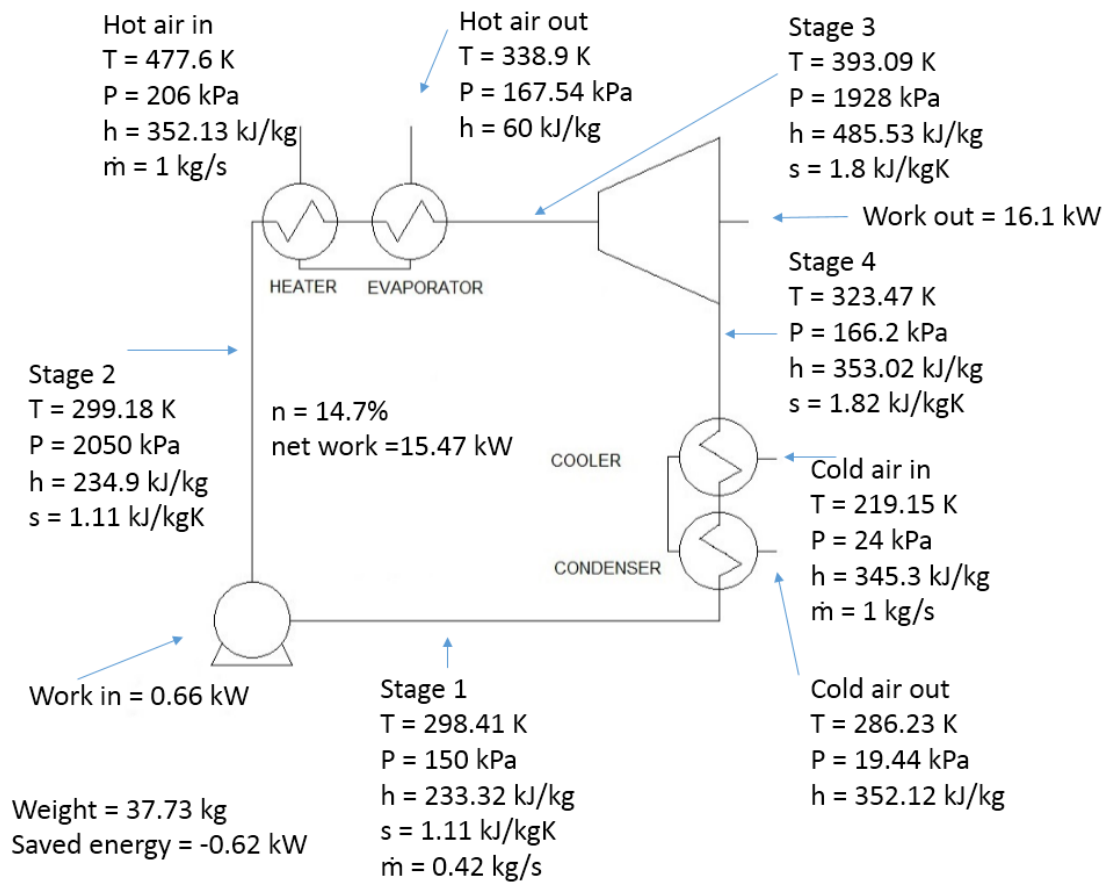 Hot air in
T = 477.6 K
P = 206 kPa
h = 352.13 kJ/kg
ṁ = 1 kg/s
Hot air out
T = 338.9 K
P = 167.54 kPa
h = 60 kJ/kg
Stage 3
T = 393.09 K
P = 1928 kPa
h = 485.53 kJ/kg
s = 1.8 kJ/kgK
Work out = 16.1 kW
HEATER
EVAPORATOR
Stage 4
T = 323.47 K
P = 166.2 kPa
h = 353.02 kJ/kg
s = 1.82 kJ/kgK
Stage 2
T = 299.18 K
P = 2050 kPa
h = 234.9 kJ/kg
s = 1.11 kJ/kgK
n = 14.7%
net work =15.47 kW
COOLER
CONDENSER
Cold air in
T = 219.15 K
P = 24 kPa
h = 345.3 kJ/kg
ṁ = 1 kg/s
Work in = 0.66 kW
Stage 1
T = 298.41 K
P = 150 kPa
h = 233.32 kJ/kg
s = 1.11 kJ/kgK
ṁ = 0.42 kg/s
Cold air out
T = 286.23 K
P = 19.44 kPa
h = 352.12 kJ/kg
Weight = 37.73 kg
Saved energy = -0.62 kW